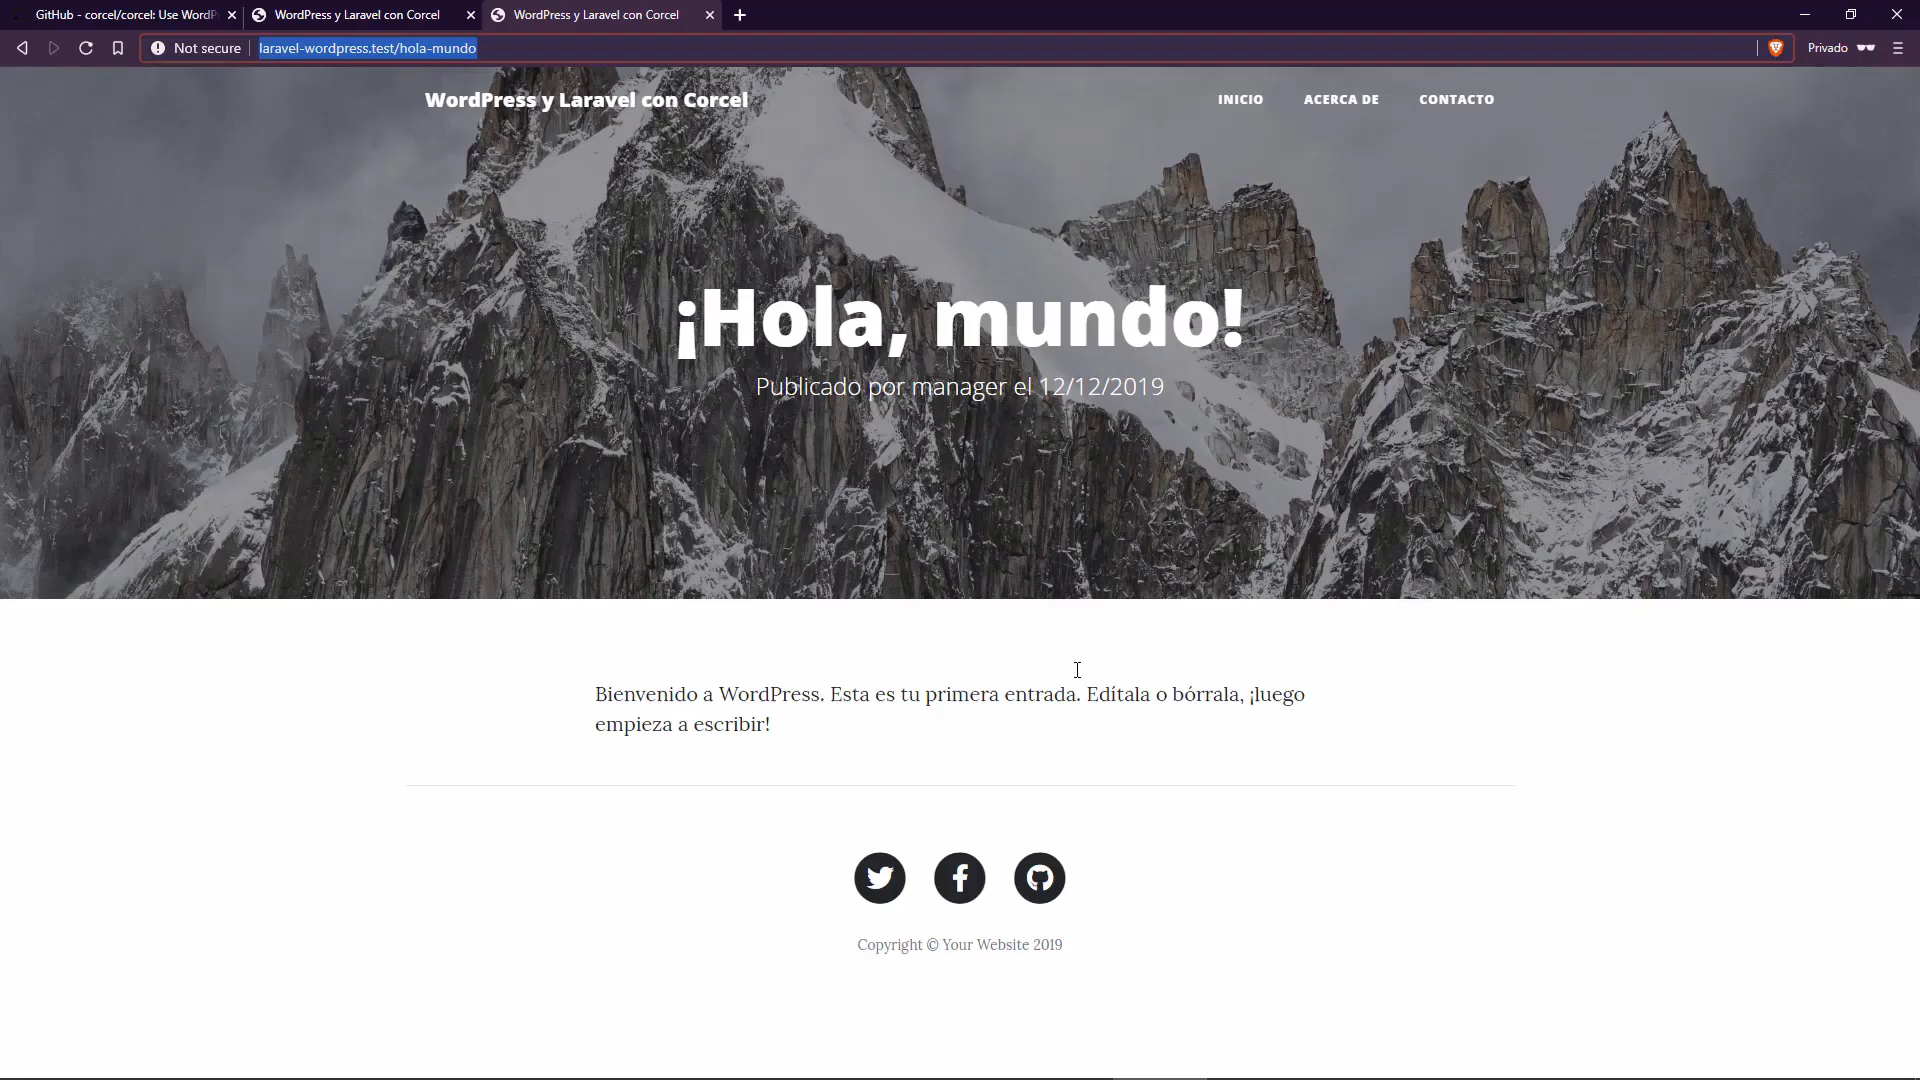 GitHub - corcel/corcel: Use WordP
WordPress y Laravel con Corcel
WordPress y Laravel con Corcel
Not secure
laravel-wordpress.test/hola-mundo
Privado
WordPress y Laravel con Corcel
INICIO
ACERCA DE
CONTACTO
¡Hola, mundo!
Publicado por manager el 12/12/2019
Bienvenido a WordPress. Esta es tu primera entrada. Edítala o bórrala, ¡luego
empieza a escribir!
Copyright © Your Website 2019